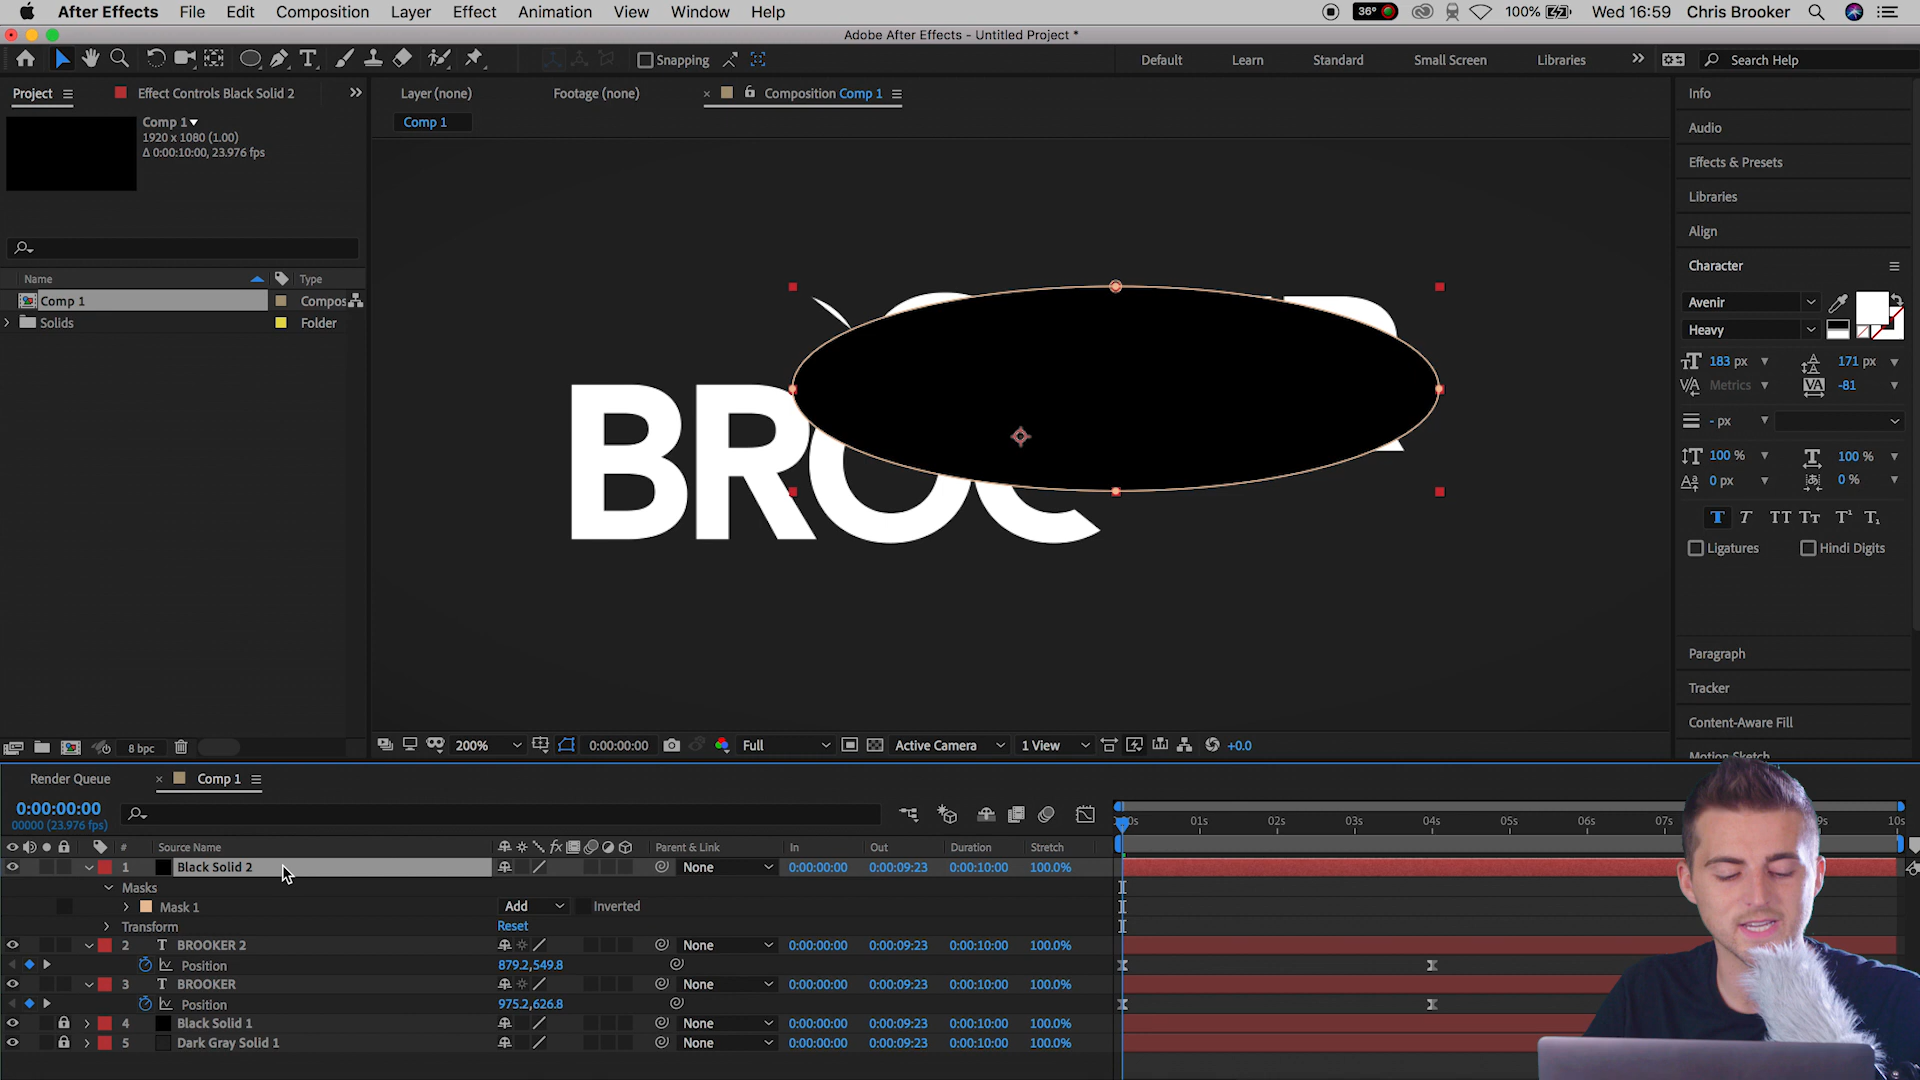 After Effects File Edit Composition Layer Effect Animation View Window Help 36° 100% Wed 16:59 Chris Brooker
Adobe After Effects - Untitled Project *
Snapping Default Learn Standard Small Screen Libraries Search Help
Project Effect Controls Black Solid 2 Layer (none) Footage (none) Composition Comp 1
Comp 1
Comp 1
1920 x 1080 (1.00)
Δ 0:00:10:00, 23.976 fps
Name Type
Comp 1 Compos
Solids Folder
BROC
Info
Audio
Effects & Presets
Libraries
Align
Character
Avenir
Heavy
183 px 171 px
Metrics -81
- px
100 % 100 %
0 px 0 %
Ligatures Hindi Digits
Paragraph
Tracker
Content-Aware Fill
Motion Sketch
8 bpc 200% 0:00:00:00 Full Active Camera 1 View +0.0
Render Queue Comp 1
0:00:00:00
00000 (23.976 fps)
:00s 01s 02s 03s 04s 05s 06s 07s 9s 10s
# Source Name Parent & Link In Out Duration Stretch
1 Black Solid 2 None 0:00:00:00 0:00:09:23 0:00:10:00 100.0%
Masks
Mask 1 Add Inverted
Transform Reset
2 T BROOKER 2 None 0:00:00:00 0:00:09:23 0:00:10:00 100.0%
Position 879.2,549.8
3 T BROOKER None 0:00:00:00 0:00:09:23 0:00:10:00 100.0%
Position 975.2,626.8
4 Black Solid 1 None 0:00:00:00 0:00:09:23 0:00:10:00 100.0%
5 Dark Gray Solid 1 None 0:00:00:00 0:00:09:23 0:00:10:00 100.0%